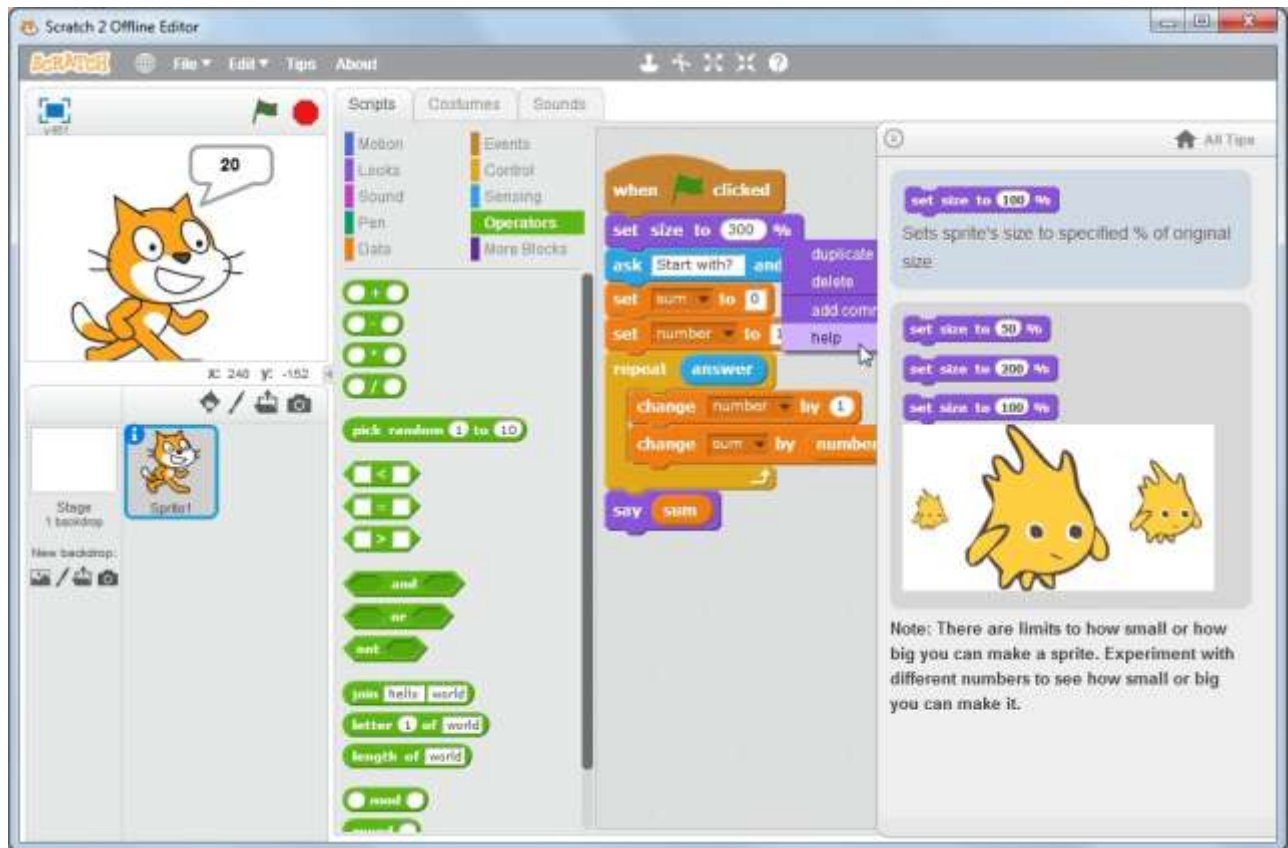 Scratch 2 Offline Editor
SCRATCH File Edit Tips About
v461
20
X: 240 y: -152
Stage
1 backdrop
New backdrop:
Sprite1
Scripts Costumes Sounds
Motion Events
Looks Control
Sound Sensing
Pen Operators
Data More Blocks
+
-
*
/
pick random 1 to 10
<
=
>
and
or
not
join hello world
letter 1 of world
length of world
mod
when clicked
set size to 300 %
ask Start with? and
set sum to 0
set number to 1
repeat answer
change number by 1
change sum by number
say sum
duplicate
delete
add comm
help
All Tips
set size to 100 %
Sets sprite's size to specified % of original
size
set size to 50 %
set size to 200 %
set size to 100 %
Note: There are limits to how small or how
big you can make a sprite. Experiment with
different numbers to see how small or big
you can make it.